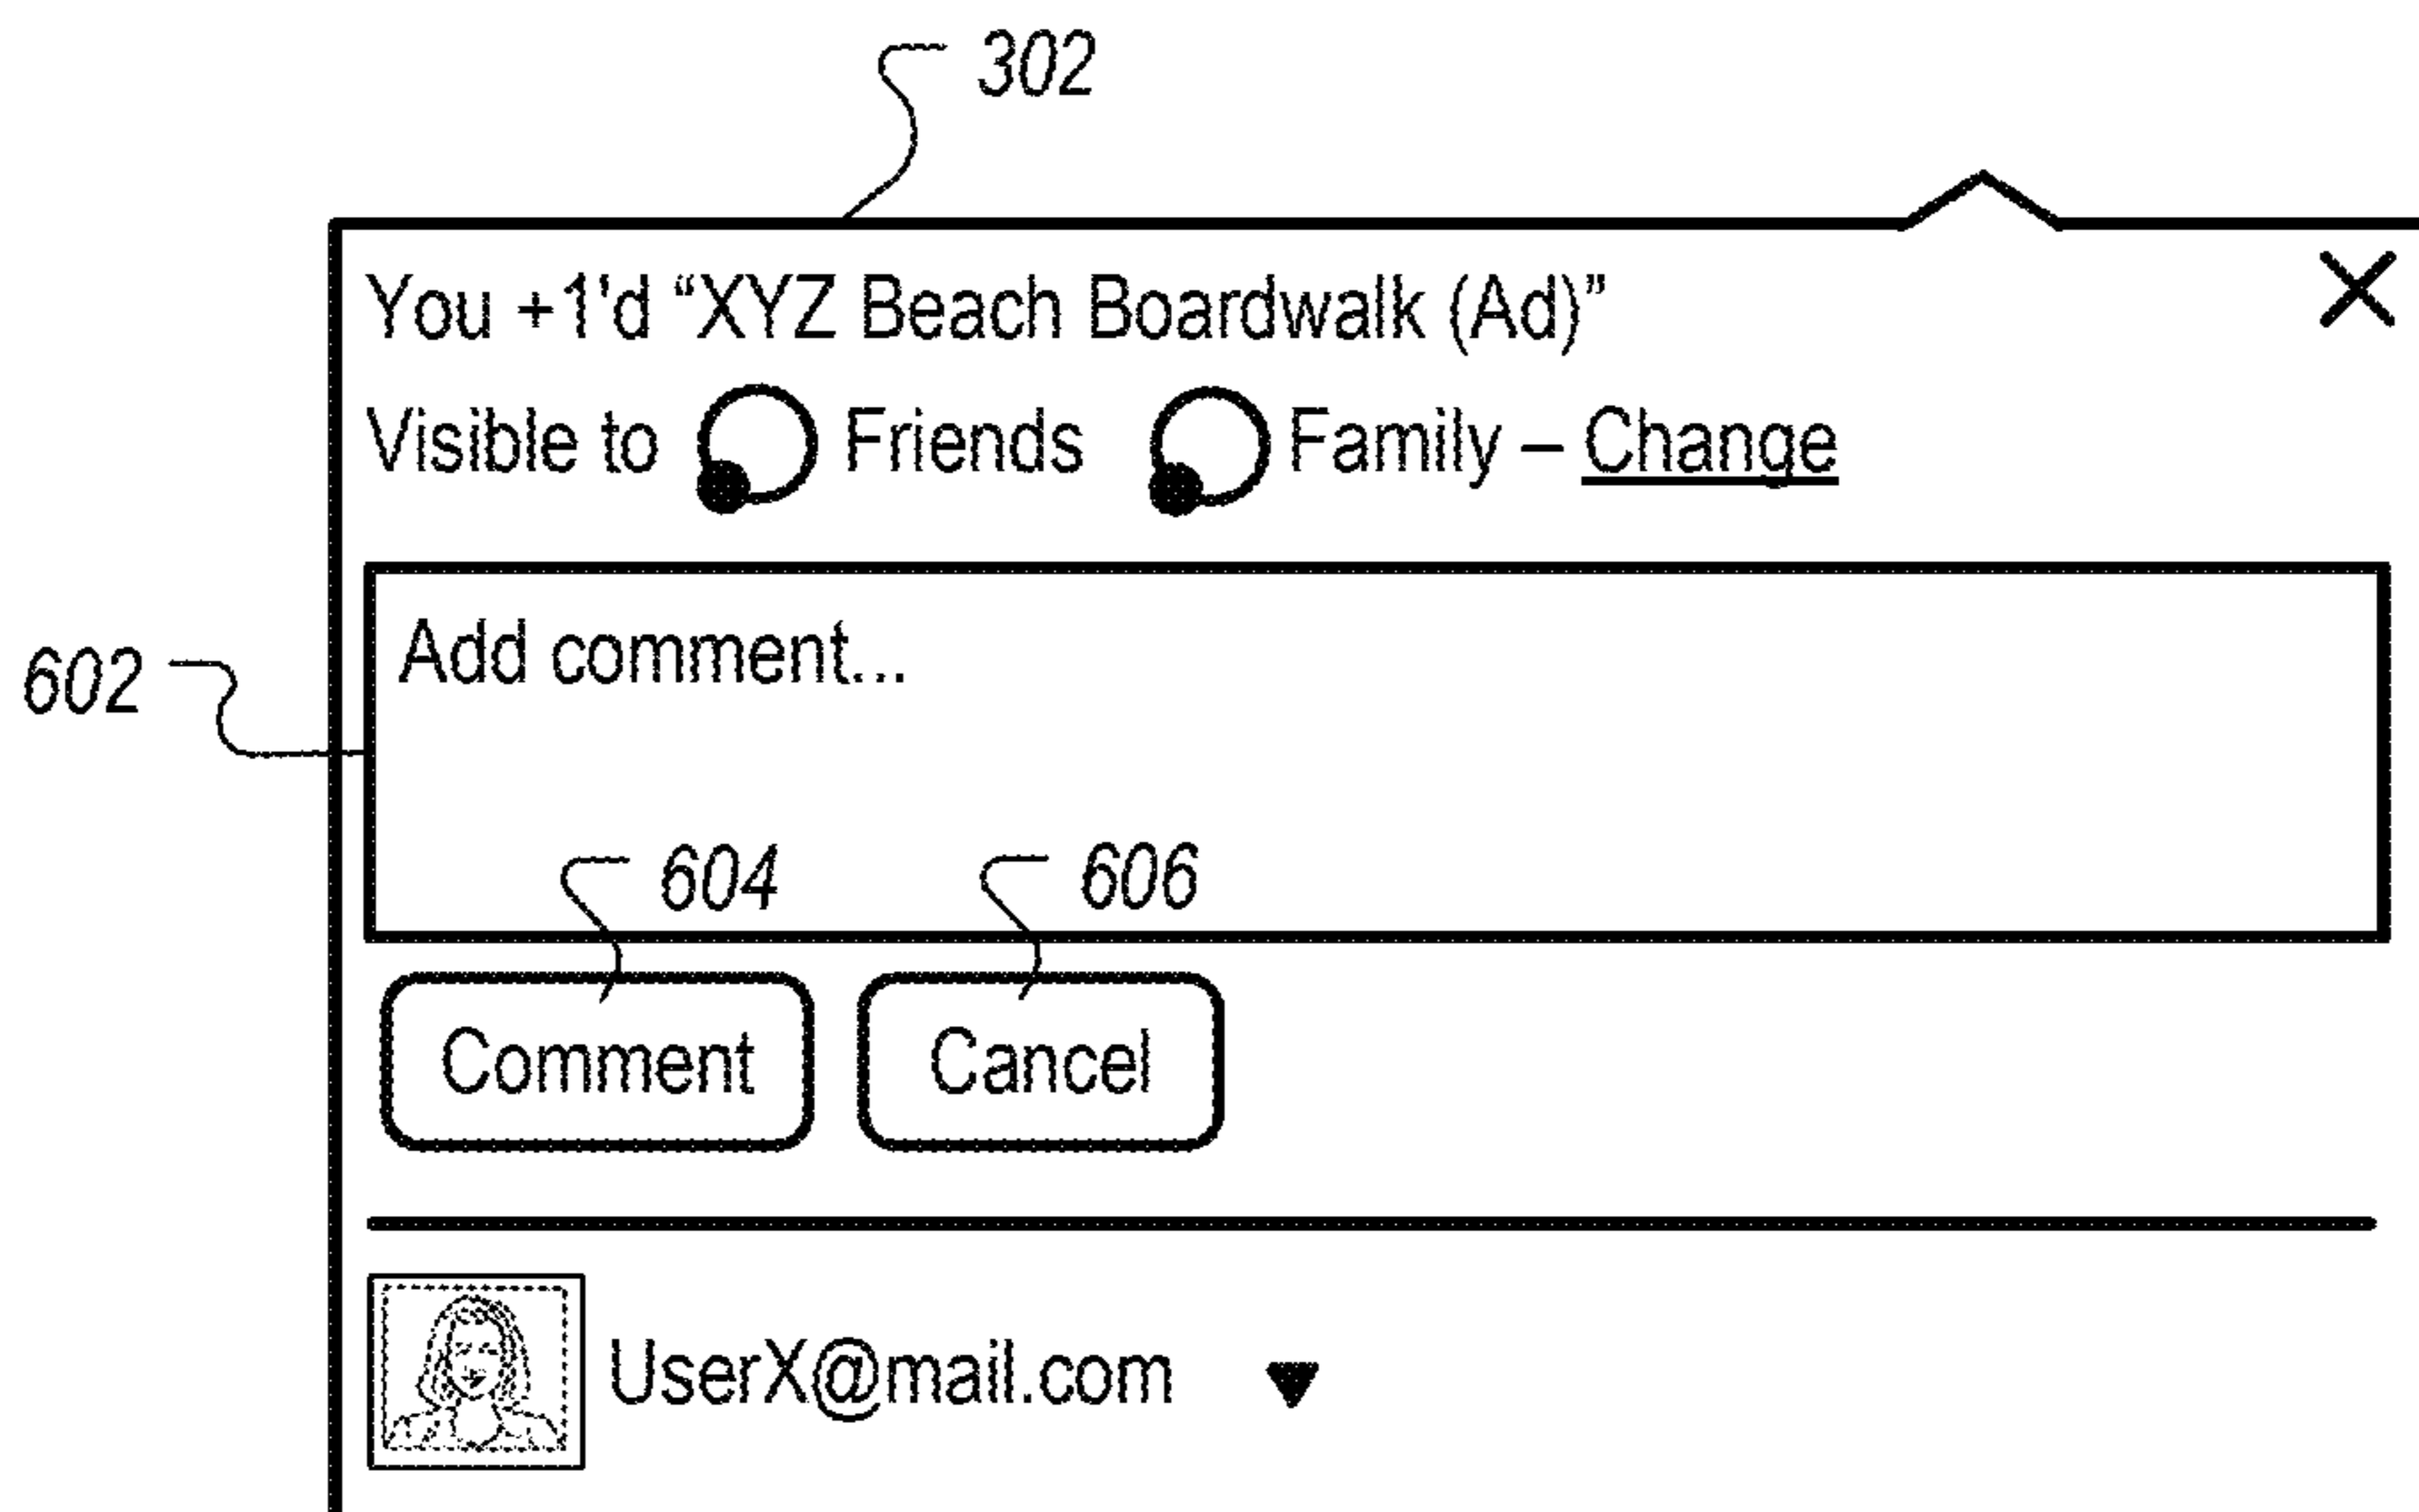 302
You +1'd “XYZ Beach Boardwalk (Ad)”
Visible to Friends Family – Change
602
Add comment...
604 606
Comment Cancel
UserX@mail.com